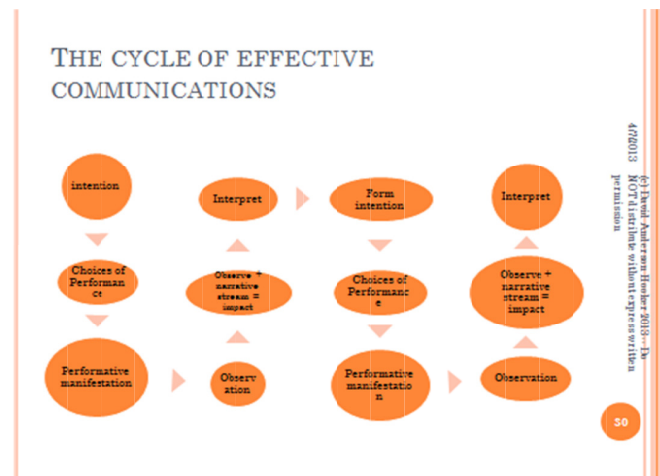 THE CYCLE OF EFFECTIVE
COMMUNICATIONS
intention
Choices of
Performan
ce
Performative
manifestation
Interpret
Observe +
narrative
stream =
impact
Observ
ation
Form
intention
Choices of
Performanc
e
Performative
manifestatio
n
Interpret
Observe +
narrative
stream =
impact
Observation
4/7/2013
(c) David Anderson Hooker 2013-- Do
NOT distribute without express written
permission
30